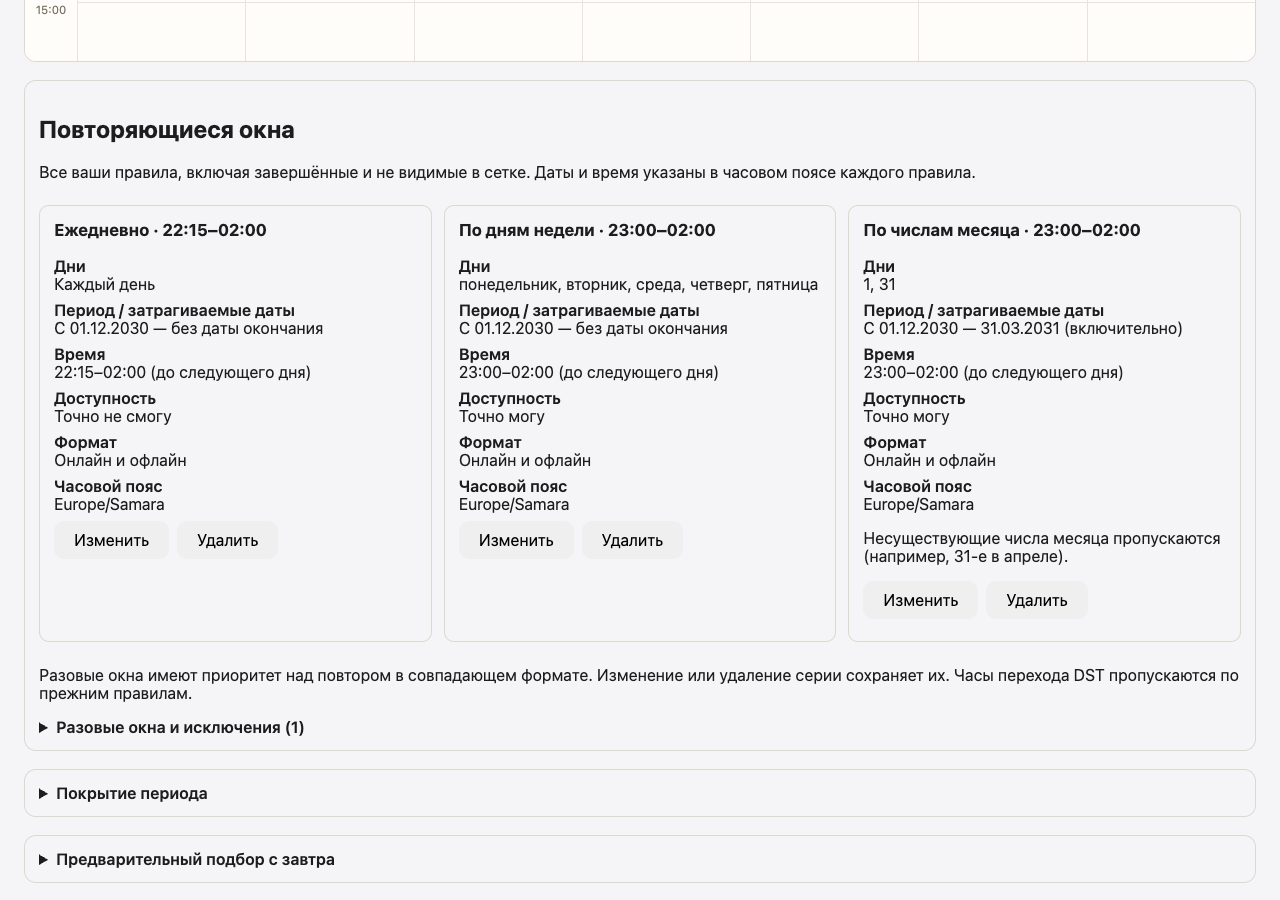 15:00
Повторяющиеся окна
Все ваши правила, включая завершённые и не видимые в сетке. Даты и время указаны в часовом поясе каждого правила.
Ежедневно · 22:15–02:00
Дни
Каждый день
Период / затрагиваемые даты
С 01.12.2030 — без даты окончания
Время
22:15–02:00 (до следующего дня)
Доступность
Точно не смогу
Формат
Онлайн и офлайн
Часовой пояс
Europe/Samara
Изменить
Удалить
По дням недели · 23:00–02:00
Дни
понедельник, вторник, среда, четверг, пятница
Период / затрагиваемые даты
С 01.12.2030 — без даты окончания
Время
23:00–02:00 (до следующего дня)
Доступность
Точно могу
Формат
Онлайн и офлайн
Часовой пояс
Europe/Samara
Изменить
Удалить
По числам месяца · 23:00–02:00
Дни
1, 31
Период / затрагиваемые даты
С 01.12.2030 — 31.03.2031 (включительно)
Время
23:00–02:00 (до следующего дня)
Доступность
Точно могу
Формат
Онлайн и офлайн
Часовой пояс
Europe/Samara
Несуществующие числа месяца пропускаются
(например, 31-е в апреле).
Изменить
Удалить
Разовые окна имеют приоритет над повтором в совпадающем формате. Изменение или удаление серии сохраняет их. Часы перехода DST пропускаются по
прежним правилам.
Разовые окна и исключения (1)
Покрытие периода
Предварительный подбор с завтра